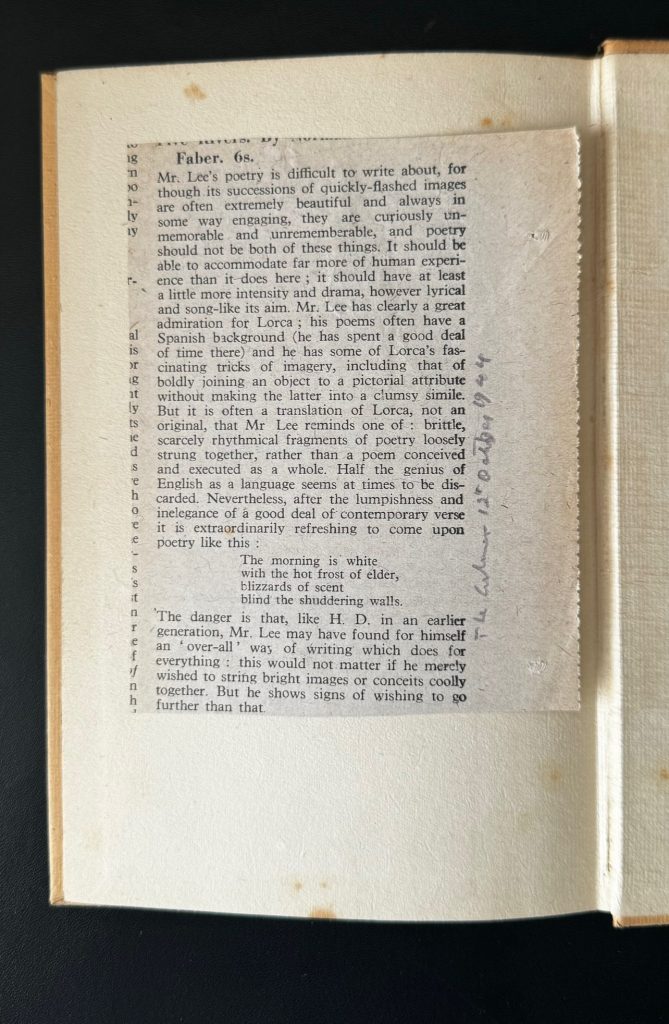 Five Rivers. By
Faber. 6s.
Mr. Lee's poetry is difficult to write about, for
though its successions of quickly-flashed images
are often extremely beautiful and always in
some way engaging, they are curiously un-
memorable and unrememberable, and poetry
should not be both of these things. It should be
able to accommodate far more of human experi-
ence than it does here ; it should have at least
a little more intensity and drama, however lyrical
and song-like its aim. Mr. Lee has clearly a great
admiration for Lorca ; his poems often have a
Spanish background (he has spent a good deal
of time there) and he has some of Lorca's fas-
cinating tricks of imagery, including that of
boldly joining an object to a pictorial attribute
without making the latter into a clumsy simile.
But it is often a translation of Lorca, not an
original, that Mr Lee reminds one of : brittle,
scarcely rhythmical fragments of poetry loosely
strung together, rather than a poem conceived
and executed as a whole. Half the genius of
English as a language seems at times to be dis-
carded. Nevertheless, after the lumpishness and
inelegance of a good deal of contemporary verse
it is extraordinarily refreshing to come upon
poetry like this :
The morning is white
with the hot frost of elder,
blizzards of scent
blind the shuddering walls.
The danger is that, like H. D. in an earlier
generation, Mr. Lee may have found for himself
an 'over-all' way of writing which does for
everything : this would not matter if he merely
wished to string bright images or conceits coolly
together. But he shows signs of wishing to go
further than that
The Listener 12th October 1944